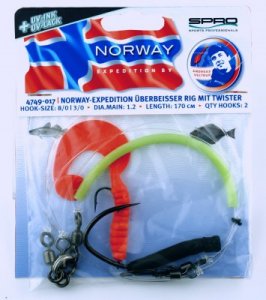 +UV-INK
UV-LACK
SPRO
SPORTS PROFESSIONALS
NORWAY
EXPEDITION BY
4749-017 | NORWAY-EXPEDITION ÜBERBEISSER RIG MIT TWISTER
HOOK-SIZE: 8/0 | 3/0 • DIA.MAIN: 1.2 • LENGTH: 170 CM • QTY HOOKS: 2